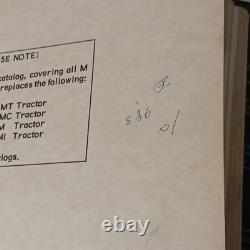 SE NOTE!
catalog, covering all M
replaces the following:
MT Tractor
MC Tractor
M Tractor
MI Tractor
logs.